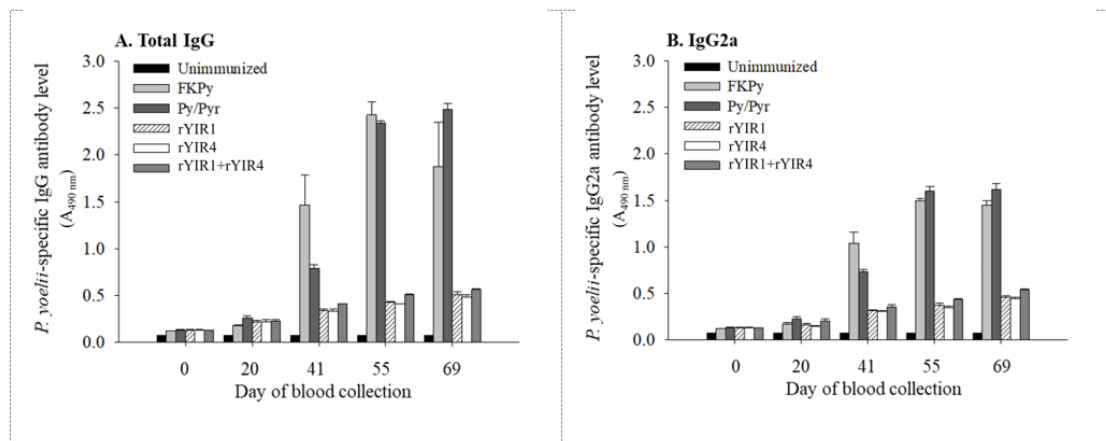 A. Total IgG
P. yoelii-specific IgG antibody level
(A490 nm)
3.0
2.5
2.0
1.5
1.0
0.5
0.0
Unimmunized
FKPy
Py/Pyr
rYIR1
rYIR4
rYIR1+rYIR4
0 20 41 55 69
Day of blood collection
B. IgG2a
P. yoelii-specific IgG2a antibody level
(A490 nm)
3.0
2.5
2.0
1.5
1.0
0.5
0.0
Unimmunized
FKPy
Py/Pyr
rYIR1
rYIR4
rYIR1+rYIR4
0 20 41 55 69
Day of blood collection